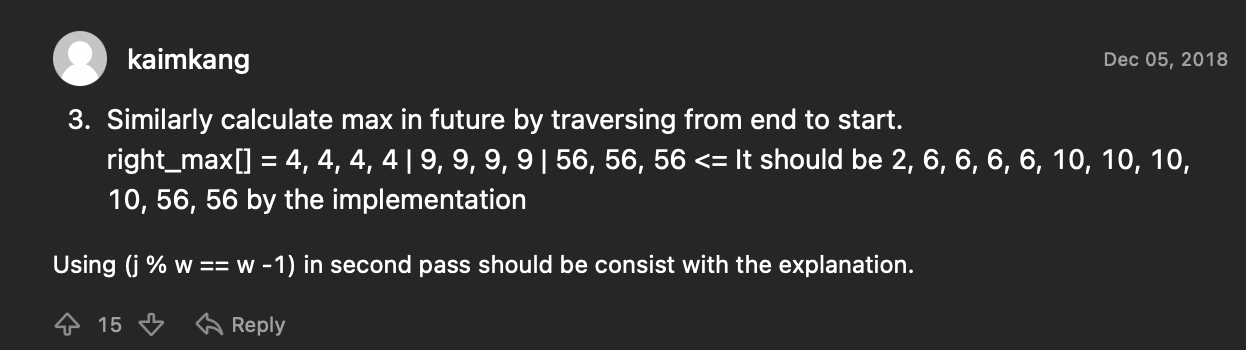 kaimkang
Dec 05, 2018
3. Similarly calculate max in future by traversing from end to start.
right_max[] = 4, 4, 4, 4 | 9, 9, 9, 9 | 56, 56, 56 <= It should be 2, 6, 6, 6, 6, 10, 10, 10,
10, 56, 56 by the implementation
Using (j % w == w -1) in second pass should be consist with the explanation.
15
Reply